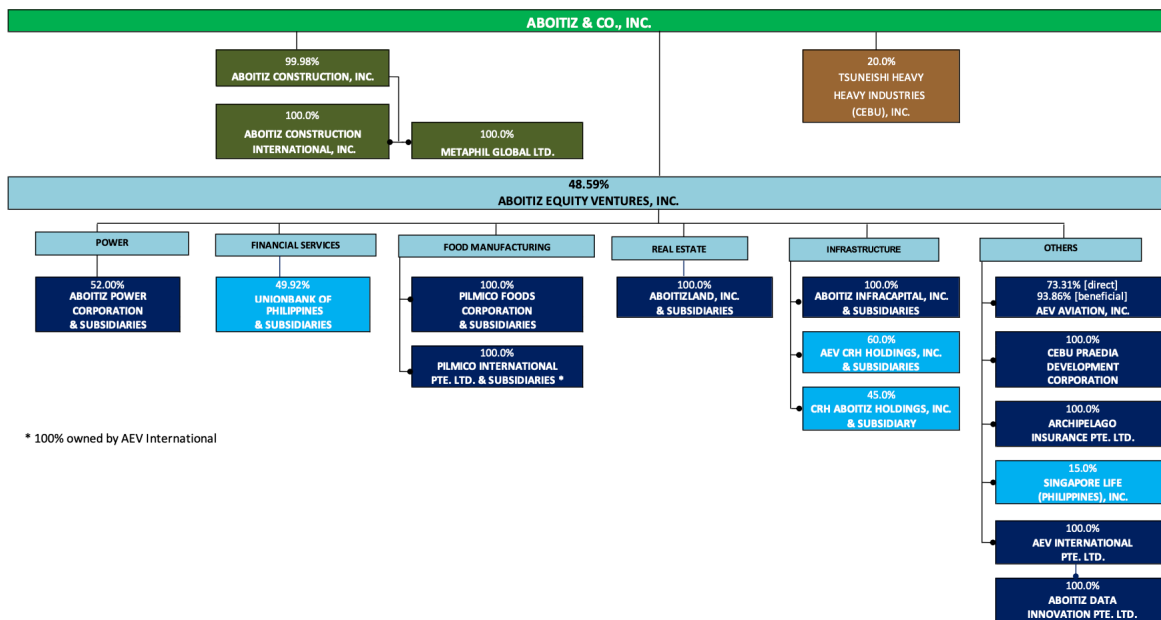 ABOITIZ & CO., INC.
99.98%
ABOITIZ CONSTRUCTION, INC.
100.0%
ABOITIZ CONSTRUCTION
INTERNATIONAL, INC.
100.0%
METAPHIL GLOBAL LTD.
20.0%
TSUNEISHI HEAVY
HEAVY INDUSTRIES
(CEBU), INC.
48.59%
ABOITIZ EQUITY VENTURES, INC.
POWER
52.00%
ABOITIZ POWER
CORPORATION
& SUBSIDIARIES
FINANCIAL SERVICES
49.92%
UNIONBANK OF
PHILIPPINES
& SUBSIDIARIES
FOOD MANUFACTURING
100.0%
PILMICO FOODS
CORPORATION
& SUBSIDIARIES
100.0%
PILMICO INTERNATIONAL
PTE. LTD. & SUBSIDIARIES *
REAL ESTATE
100.0%
ABOITIZLAND, INC.
& SUBSIDIARIES
INFRASTRUCTURE
100.0%
ABOITIZ INFRACAPITAL, INC.
& SUBSIDIARIES
60.0%
AEV CRH HOLDINGS, INC.
& SUBSIDIARIES
45.0%
CRH ABOITIZ HOLDINGS, INC.
& SUBSIDIARY
OTHERS
73.31% [direct]
93.86% [beneficial]
AEV AVIATION, INC.
100.0%
CEBU PRAEDIA
DEVELOPMENT
CORPORATION
100.0%
ARCHIPELAGO
INSURANCE PTE. LTD.
15.0%
SINGAPORE LIFE
(PHILIPPINES), INC.
100.0%
AEV INTERNATIONAL
PTE. LTD.
100.0%
ABOITIZ DATA
INNOVATION PTE. LTD.
* 100% owned by AEV International